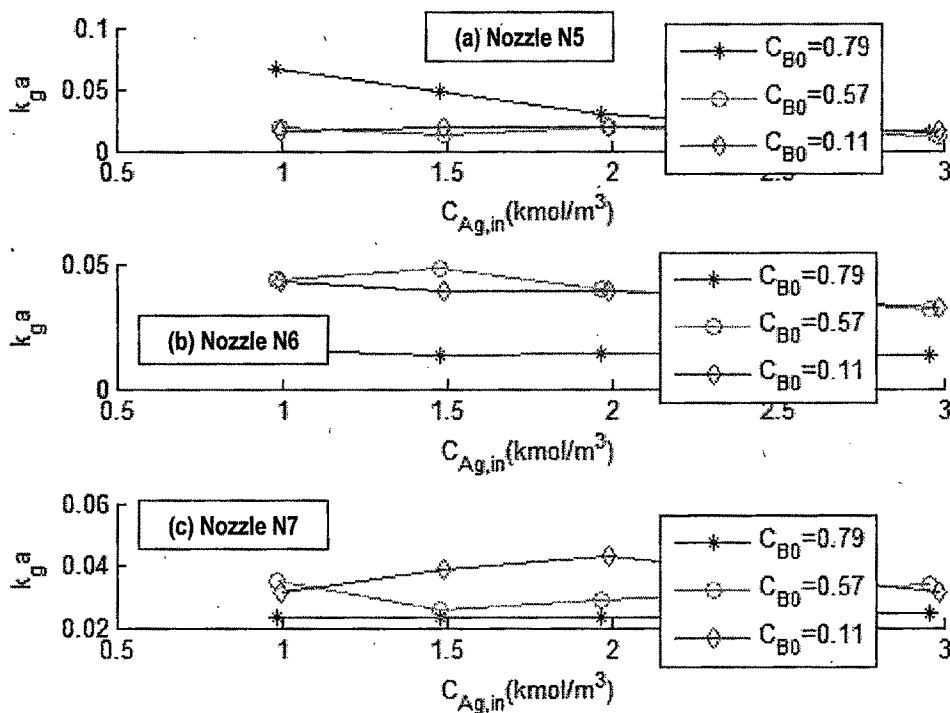 0.1
(a) Nozzle N5
C_B0=0.79
k_g a
0.05
C_B0=0.57
C_B0=0.11
0
0.5 1 1.5 2 2.5 3
C_Ag,in(kmol/m^3)
0.05
C_B0=0.79
k_g a
C_B0=0.57
(b) Nozzle N6
C_B0=0.11
0
0.5 1 1.5 2 2.5 3
C_Ag,in(kmol/m^3)
0.06
(c) Nozzle N7
C_B0=0.79
k_g a
0.04
C_B0=0.57
C_B0=0.11
0.02
0.5 1 1.5 2 2.5 3
C_Ag,in(kmol/m^3)